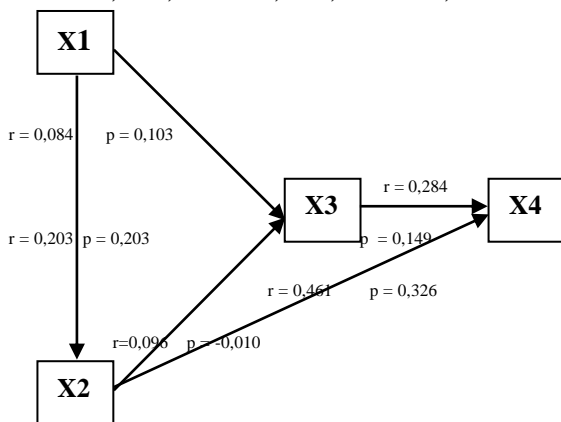 X1
r = 0,084 p = 0,103
X3
r = 0,284
X4
r = 0,203 p = 0,203
p = 0,149
r = 0,461 p = 0,326
r=0,096 p = -0,010
X2